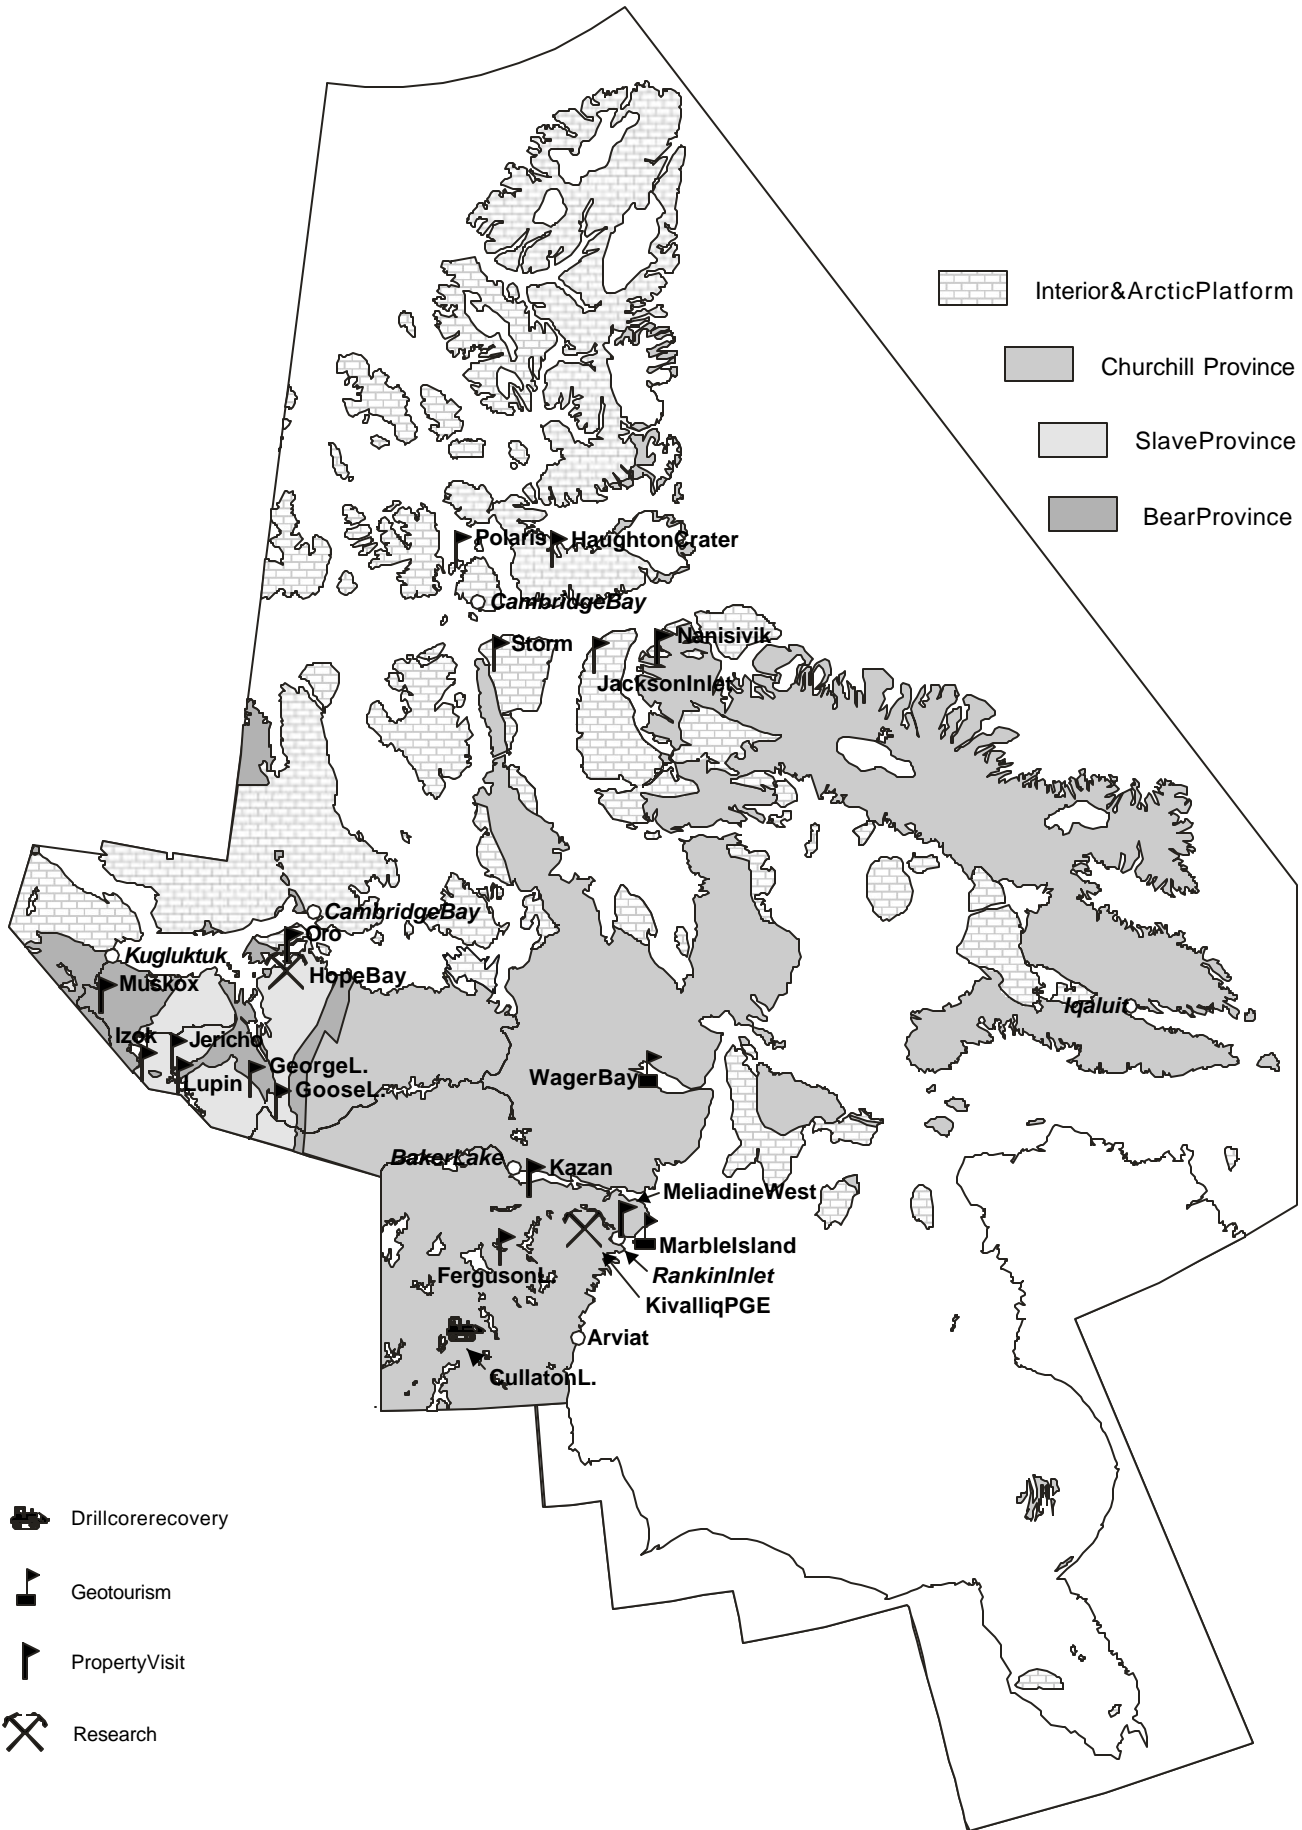 Interior&ArcticPlatform
Churchill Province
SlaveProvince
BearProvince
Polaris
HaughtonCrater
CambridgeBay
Storm
Nanisivik
JacksonInlet
CambridgeBay
Oro
Kugluktuk
HopeBay
Muskox
Izok
Jericho
Iqaluit
GeorgeL.
Lupin
GooseL.
WagerBay
BakerLake
Kazan
MeliadineWest
MarbleIsland
FergusonL.
RankinInlet
KivalliqPGE
Arviat
CullatonL.
Drillcorerecovery
Geotourism
PropertyVisit
Research